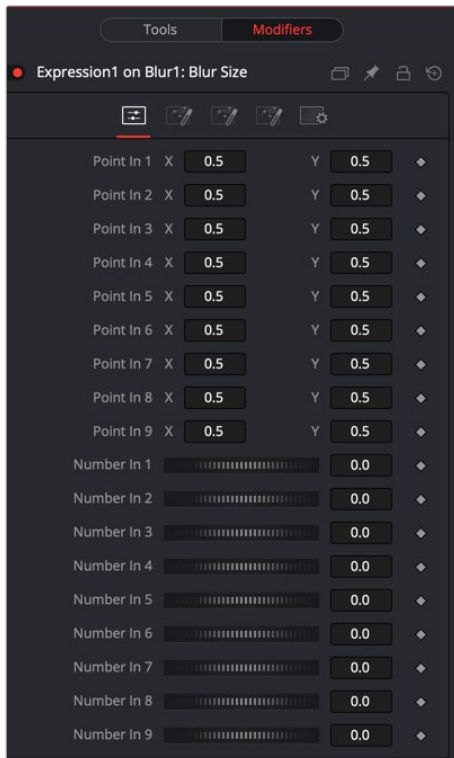 Tools Modifiers
Expression1 on Blur1: Blur Size
Point In 1 X 0.5 Y 0.5
Point In 2 X 0.5 Y 0.5
Point In 3 X 0.5 Y 0.5
Point In 4 X 0.5 Y 0.5
Point In 5 X 0.5 Y 0.5
Point In 6 X 0.5 Y 0.5
Point In 7 X 0.5 Y 0.5
Point In 8 X 0.5 Y 0.5
Point In 9 X 0.5 Y 0.5
Number In 1 0.0
Number In 2 0.0
Number In 3 0.0
Number In 4 0.0
Number In 5 0.0
Number In 6 0.0
Number In 7 0.0
Number In 8 0.0
Number In 9 0.0